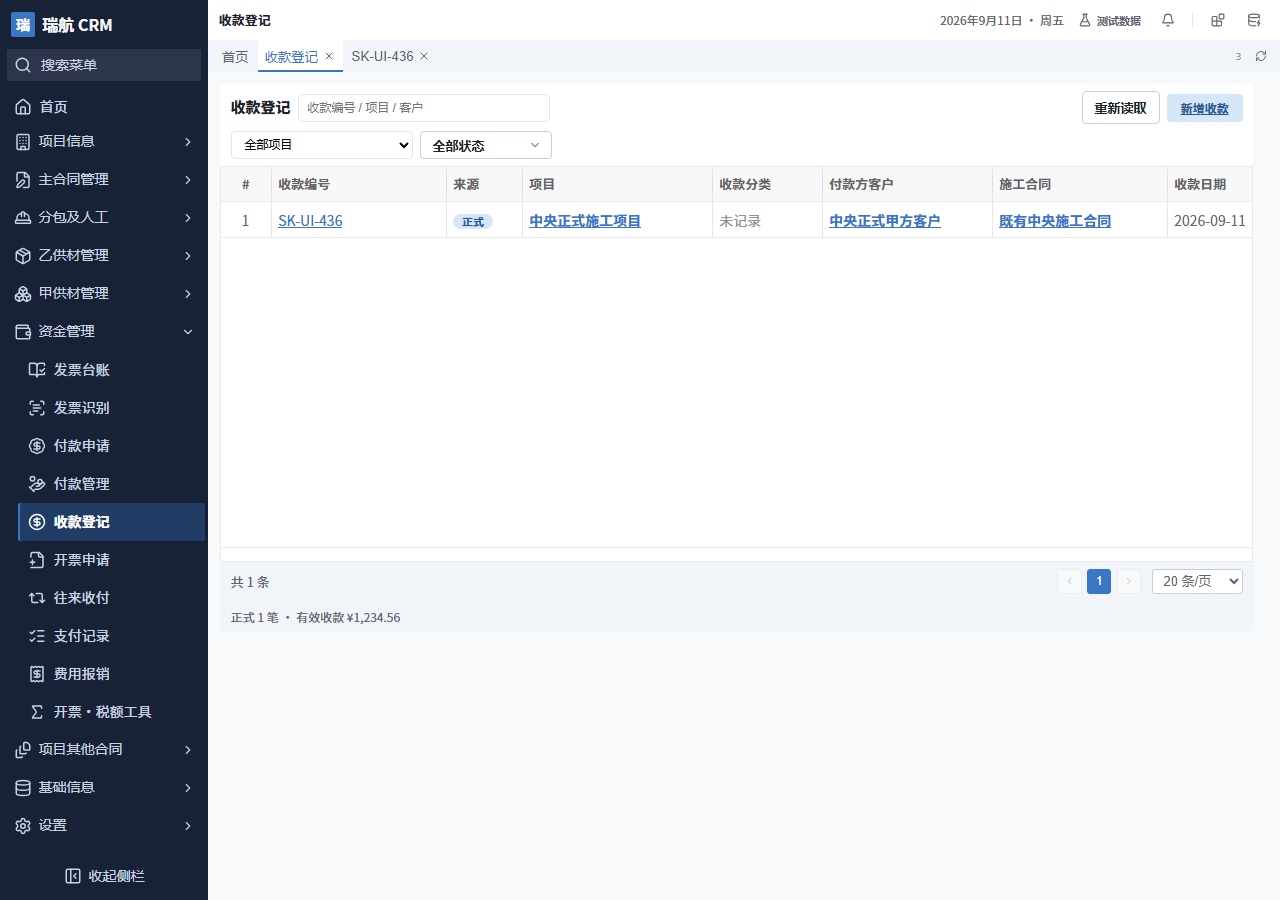 瑞 瑞航 CRM
搜索菜单
首页
项目信息
主合同管理
分包及人工
乙供材管理
甲供材管理
资金管理
发票台账
发票识别
付款申请
付款管理
收款登记
开票申请
往来收付
支付记录
费用报销
开票·税额工具
项目其他合同
基础信息
设置
收起侧栏
收款登记
2026年9月11日 · 周五 测试数据
首页 收款登记 × SK-UI-436 × 3
收款登记 收款编号 / 项目 / 客户 重新读取 新增收款
全部项目 全部状态
# 收款编号 来源 项目 收款分类 付款方客户 施工合同 收款日期
1 SK-UI-436 正式 中央正式施工项目 未记录 中央正式甲方客户 既有中央施工合同 2026-09-11
共 1 条 ‹ 1 › 20 条/页
正式 1 笔 · 有效收款 ¥1,234.56